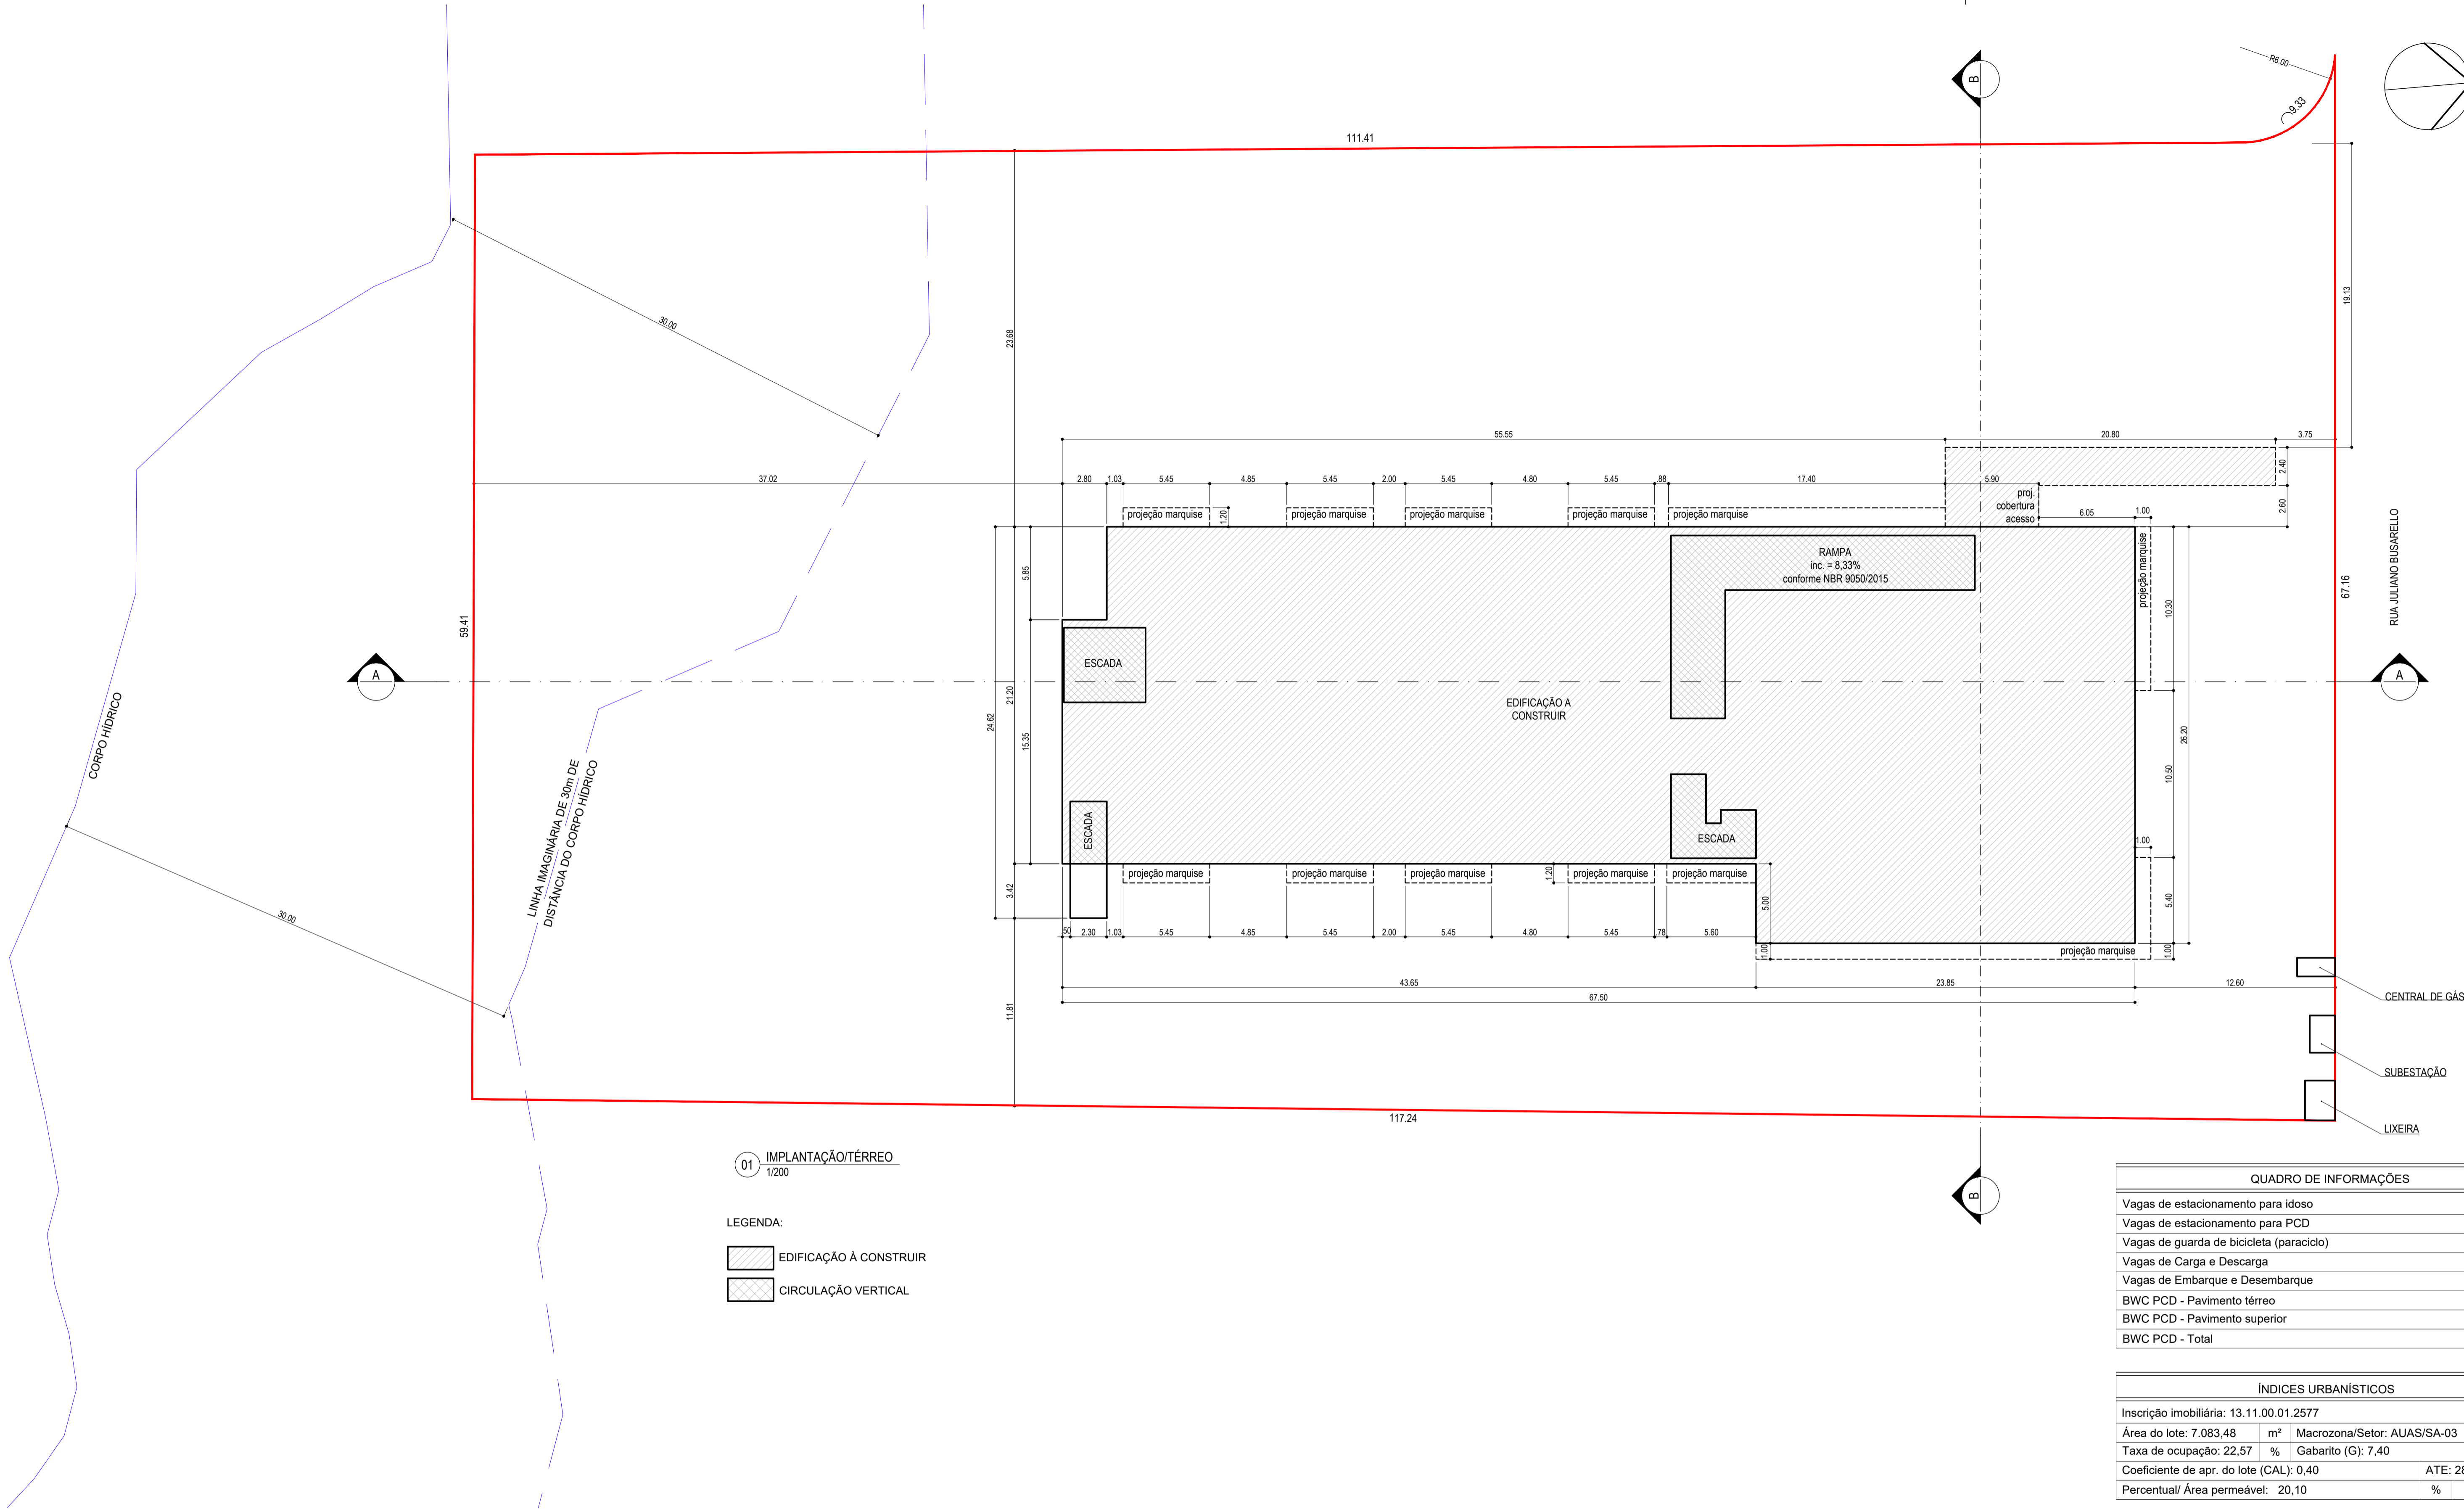 B
R6.00
9.33
111.41
30.00
23.68
19.13
55.55
20.80
3.75
37.02
2.80
1.03
5.45
4.85
5.45
2.00
5.45
4.80
5.45
.88
17.40
5.90
2.40
2.60
projeção marquise
1.20
projeção marquise
projeção marquise
projeção marquise
projeção marquise
proj.
cobertura
acesso
6.05
1.00
projeção marquise
RAMPA
inc. = 8,33%
conforme NBR 9050/2015
5.85
10.30
RUA JULIANO BUSARELLO
67.16
59.41
A
ESCADA
A
21.20
24.62
15.35
EDIFICAÇÃO A
CONSTRUIR
26.20
10.50
CORPO HÍDRICO
LINHA IMAGINÁRIA DE 30m DE
DISTÂNCIA DO CORPO HÍDRICO
30.00
ESCADA
ESCADA
1.00
projeção marquise
projeção marquise
projeção marquise
1.20
projeção marquise
projeção marquise
3.42
5.00
5.40
.50
2.30
1.03
5.45
4.85
5.45
2.00
5.45
4.80
5.45
.78
5.60
1.00
projeção marquise
1.00
43.65
23.85
12.60
67.50
11.81
CENTRAL DE GÁS
SUBESTAÇÃO
LIXEIRA
117.24
01
IMPLANTAÇÃO/TÉRREO
1/200
B
LEGENDA:
EDIFICAÇÃO À CONSTRUIR
CIRCULAÇÃO VERTICAL
QUADRO DE INFORMAÇÕES
Vagas de estacionamento para idoso
Vagas de estacionamento para PCD
Vagas de guarda de bicicleta (paraciclo)
Vagas de Carga e Descarga
Vagas de Embarque e Desembarque
BWC PCD - Pavimento térreo
BWC PCD - Pavimento superior
BWC PCD - Total
ÍNDICES URBANÍSTICOS
Inscrição imobiliária: 13.11.00.01.2577
Área do lote: 7.083,48 m² Macrozona/Setor: AUAS/SA-03
Taxa de ocupação: 22,57 % Gabarito (G): 7,40
Coeficiente de apr. do lote (CAL): 0,40 ATE: 28
Percentual/ Área permeável: 20,10 %